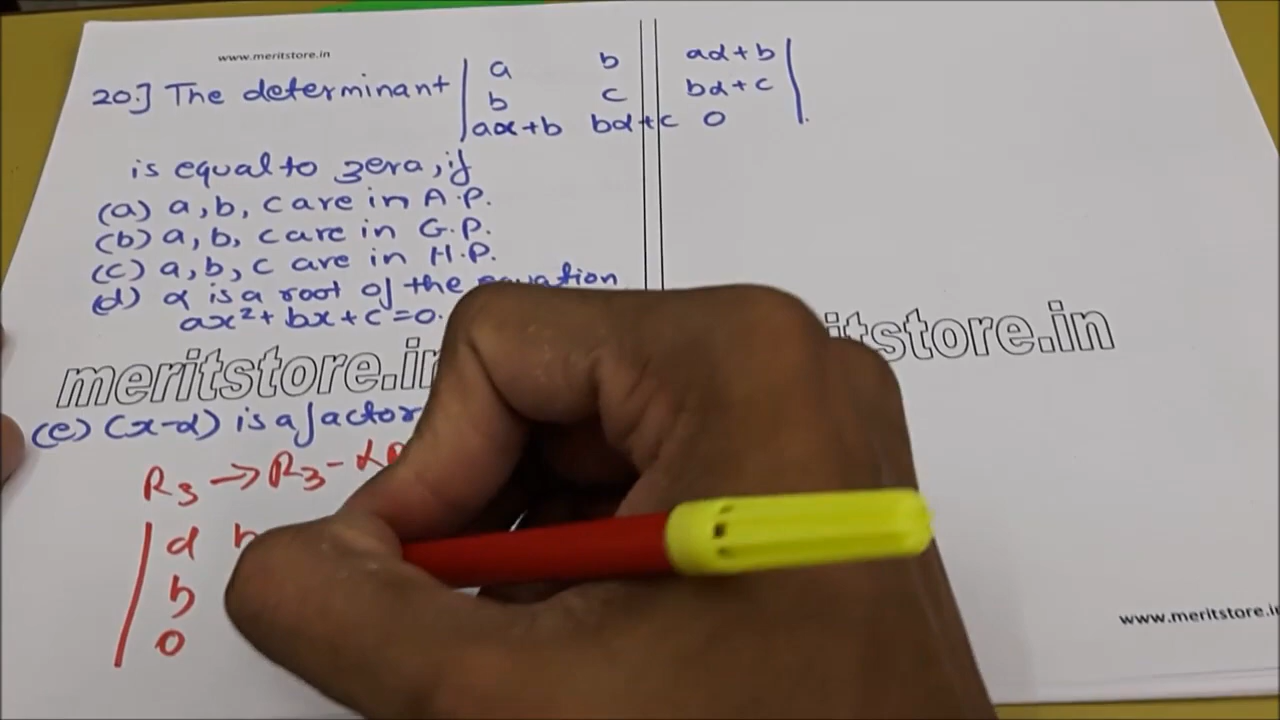 www.meritstore.in
20.] The determinant | a b aα+b |
| b c bα+c |
| aα+b bα+c 0 |.
is equal to zero, if
(a) a, b, c are in A.P.
(b) a, b, c are in G.P.
(c) a, b, c are in H.P.
(d) α is a root of the equation
ax²+bx+c=0.
meritstore.in
(e) (x-α) is a factor
R3 → R3 - α
| a b
b
0
www.meritstore.in